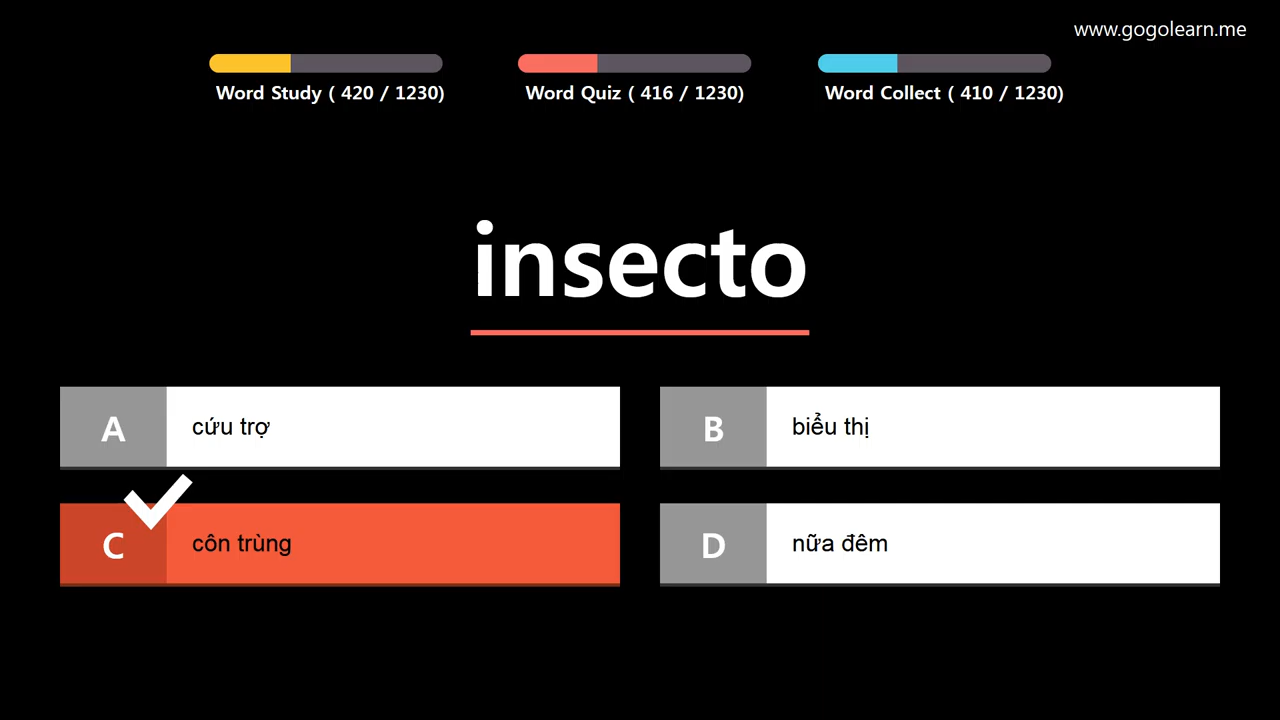 www.gogolearn.me
Word Study ( 420 / 1230)
Word Quiz ( 416 / 1230)
Word Collect ( 410 / 1230)
insecto
A
cứu trợ
B
biểu thị
C
côn trùng
D
nữa đêm